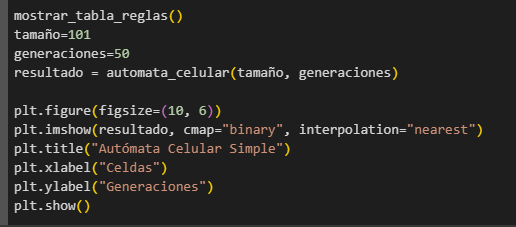 mostrar_tabla_reglas()
tamaño=101
generaciones=50
resultado = automata_celular(tamaño, generaciones)
plt.figure(figsize=(10, 6))
plt.imshow(resultado, cmap="binary", interpolation="nearest")
plt.title("Autómata Celular Simple")
plt.xlabel("Celdas")
plt.ylabel("Generaciones")
plt.show()